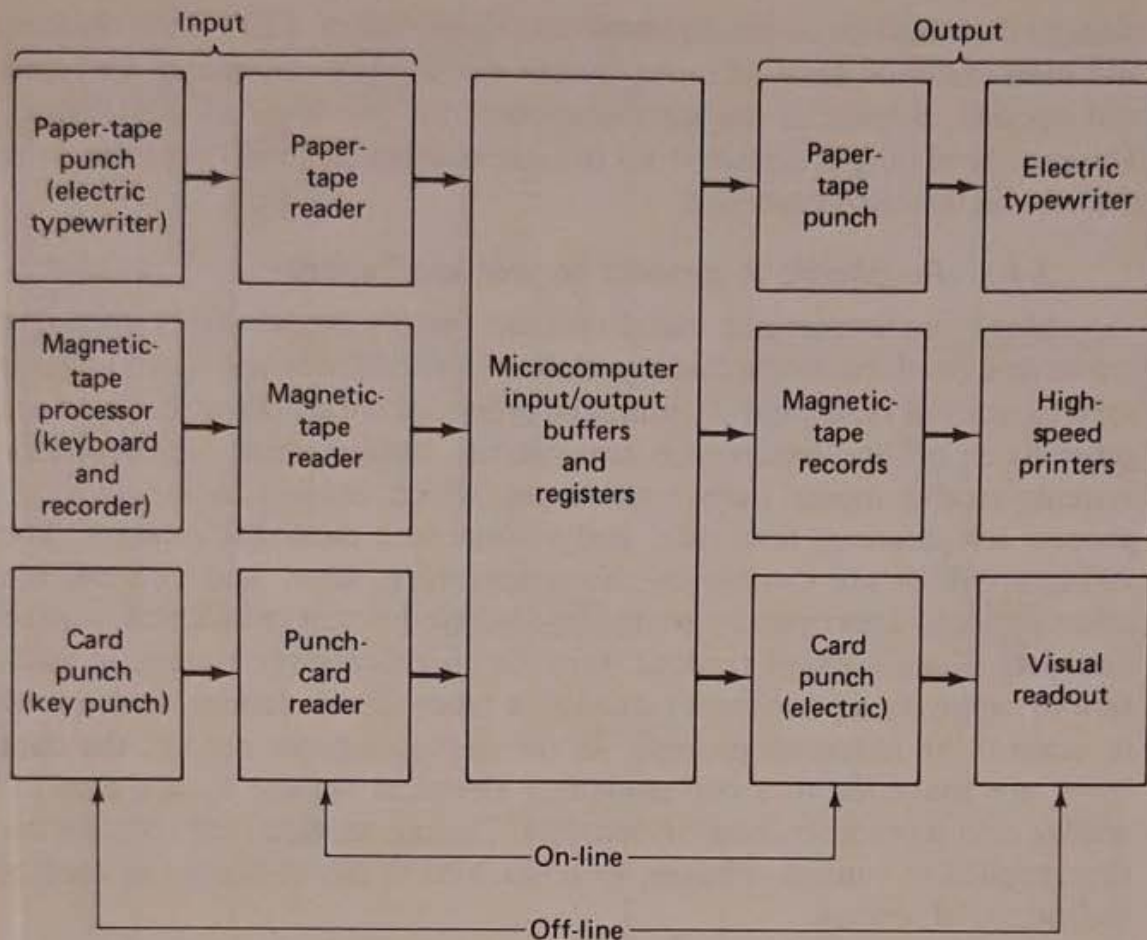 Input
Output
Paper-tape
punch
(electric
typewriter)
Paper-
tape
reader
Paper-
tape
punch
Electric
typewriter
Magnetic-
tape
processor
(keyboard
and
recorder)
Magnetic-
tape
reader
Microcomputer
input/output
buffers
and
registers
Magnetic-
tape
records
High-
speed
printers
Card
punch
(key punch)
Punch-
card
reader
Card
punch
(electric)
Visual
readout
On-line
Off-line